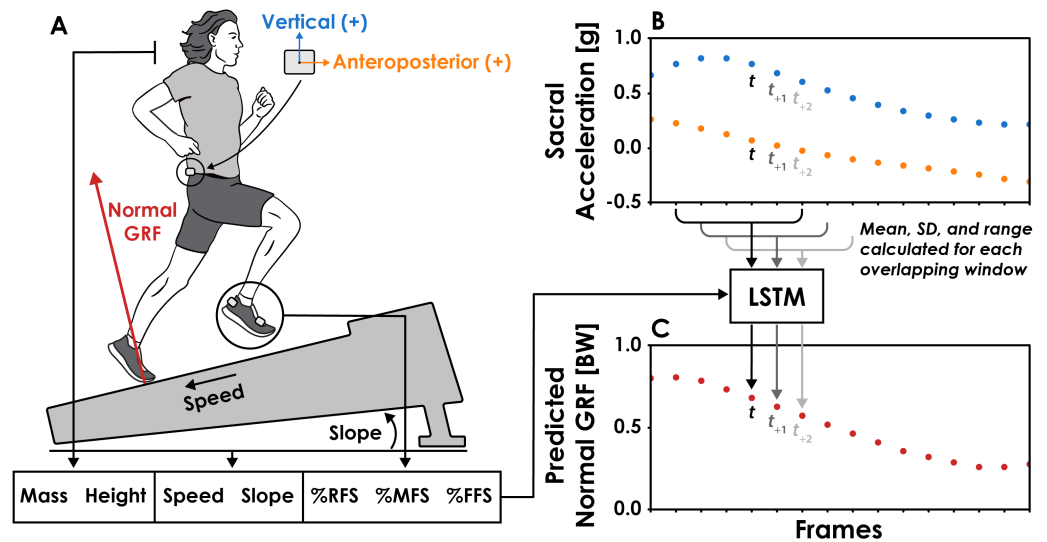 A
Vertical (+)
Anteroposterior (+)
Normal
GRF
Speed
Slope
Mass Height Speed Slope %RFS %MFS %FFS
B
Sacral
Acceleration [g]
1.0
0.5
0.0
-0.5
t
t+1
t+2
Mean, SD, and range
calculated for each
overlapping window
LSTM
C
Predicted
Normal GRF [BW]
1.0
0.5
0.0
t
t+1
t+2
Frames